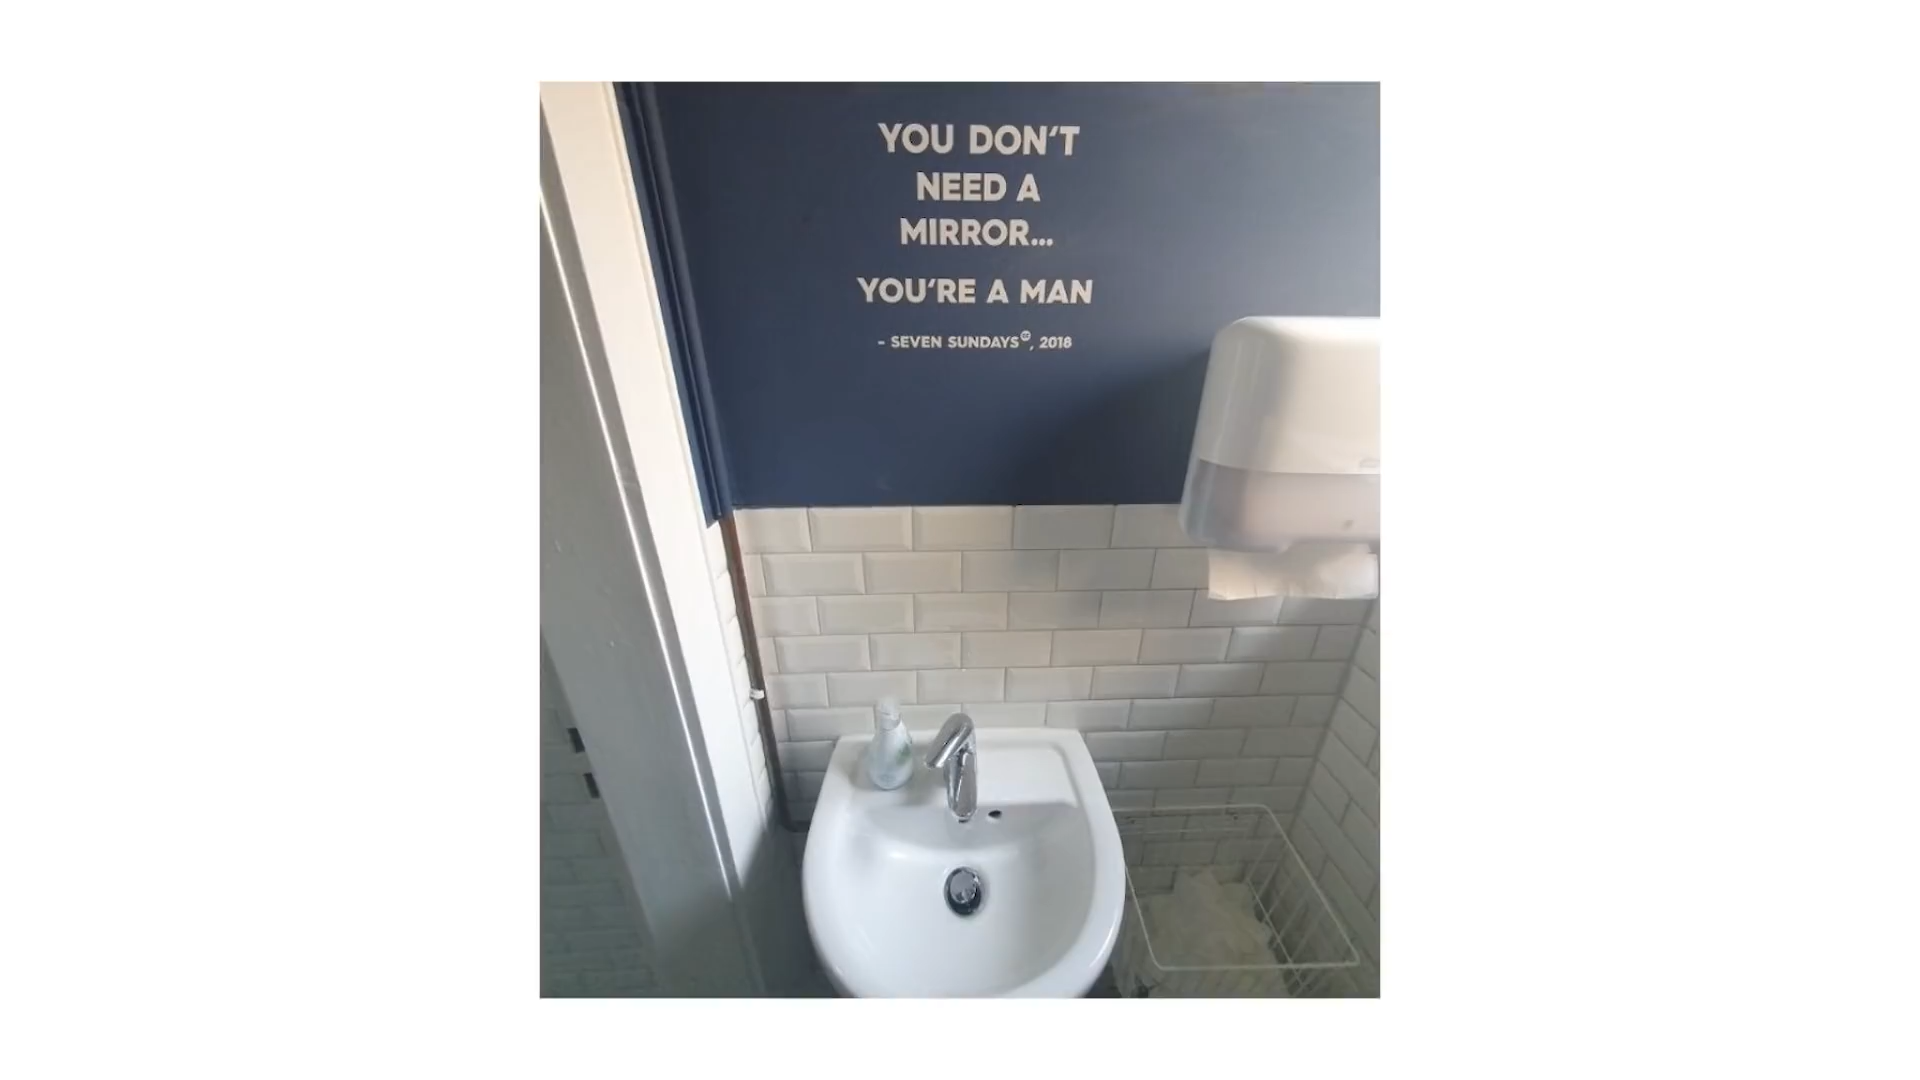 YOU DON'T
NEED A
MIRROR...
YOU'RE A MAN
- SEVEN SUNDAYS, 2018